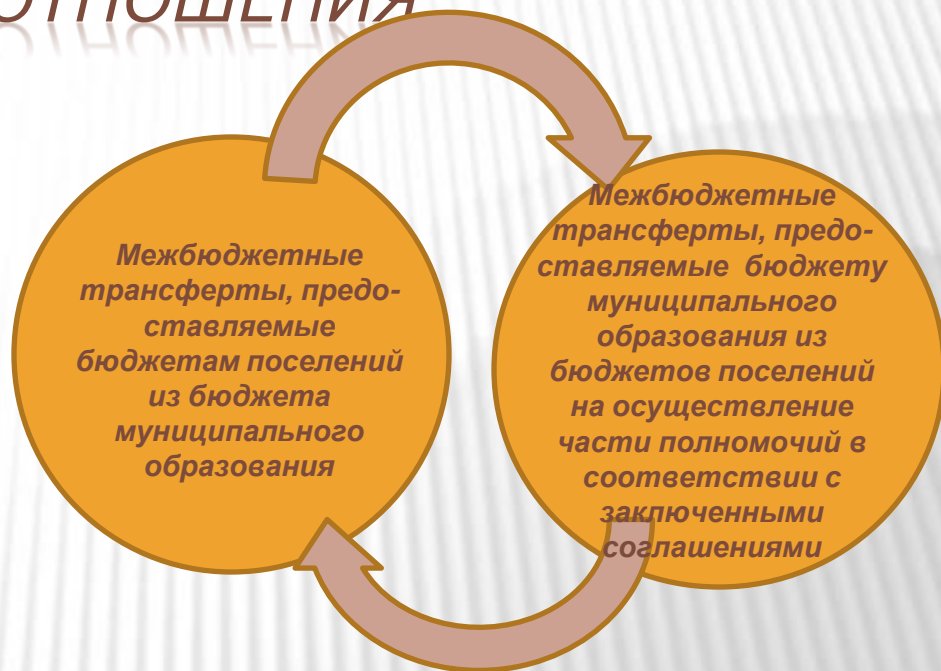 ОТНОШЕНИЯ
Межбюджетные
трансферты, предо-
ставляемые
бюджетам поселений
из бюджета
муниципального
образования
Межбюджетные
трансферты, предо-
ставляемые бюджету
муниципального
образования из
бюджетов поселений
на осуществление
части полномочий в
соответствии с
заключенными
соглашениями